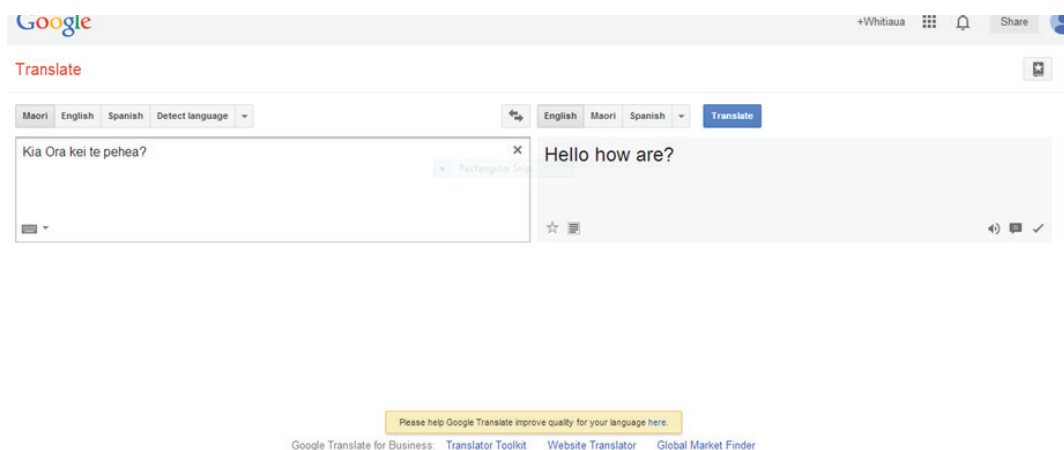 Google
+Whitiaua Share
Translate
Maori English Spanish Detect language English Maori Spanish Translate
Kia Ora kei te pehea?
Hello how are?
Rectangular Snip
Please help Google Translate improve quality for your language here.
Google Translate for Business: Translator Toolkit Website Translator Global Market Finder